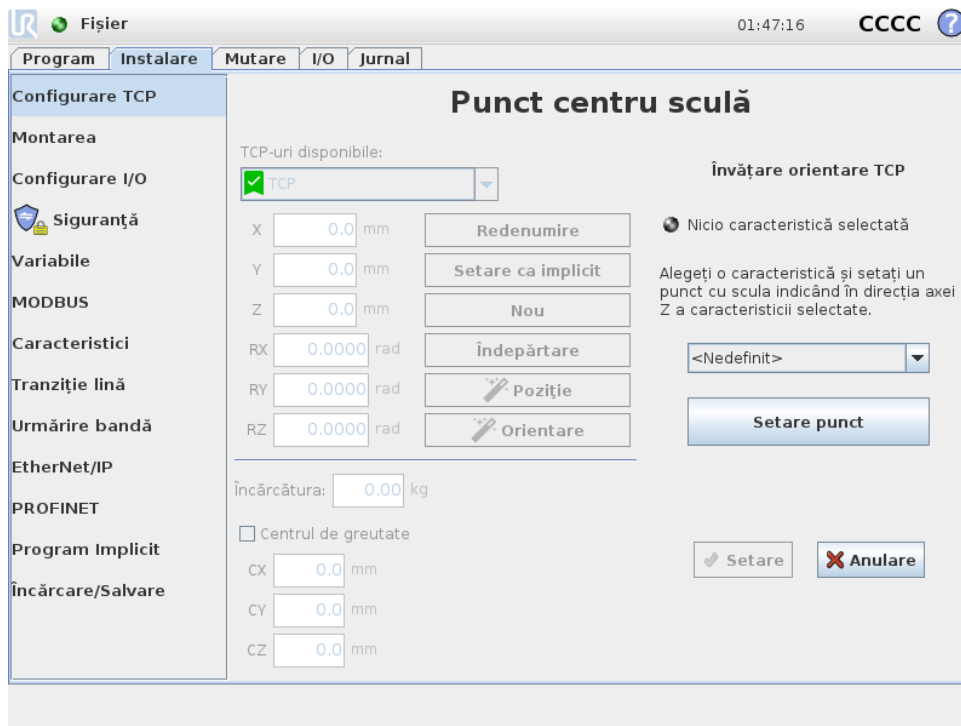 UR Fișier 01:47:16 CCCC ?
Program Instalare Mutare I/O Jurnal
Configurare TCP
Montarea
Configurare I/O
Siguranţă
Variabile
MODBUS
Caracteristici
Tranziție lină
Urmărire bandă
EtherNet/IP
PROFINET
Program Implicit
Încărcare/Salvare
Punct centru sculă
TCP-uri disponibile:
TCP
X 0.0 mm Redenumire
Y 0.0 mm Setare ca implicit
Z 0.0 mm Nou
RX 0.0000 rad Îndepărtare
RY 0.0000 rad Poziţie
RZ 0.0000 rad Orientare
Încărcătura: 0.00 kg
Centrul de greutate
CX 0.0 mm
CY 0.0 mm
CZ 0.0 mm
Învățare orientare TCP
Nicio caracteristică selectată
Alegeți o caracteristică și setați un
punct cu scula indicând în direcția axei
Z a caracteristicii selectate.
<Nedefinit>
Setare punct
Setare Anulare